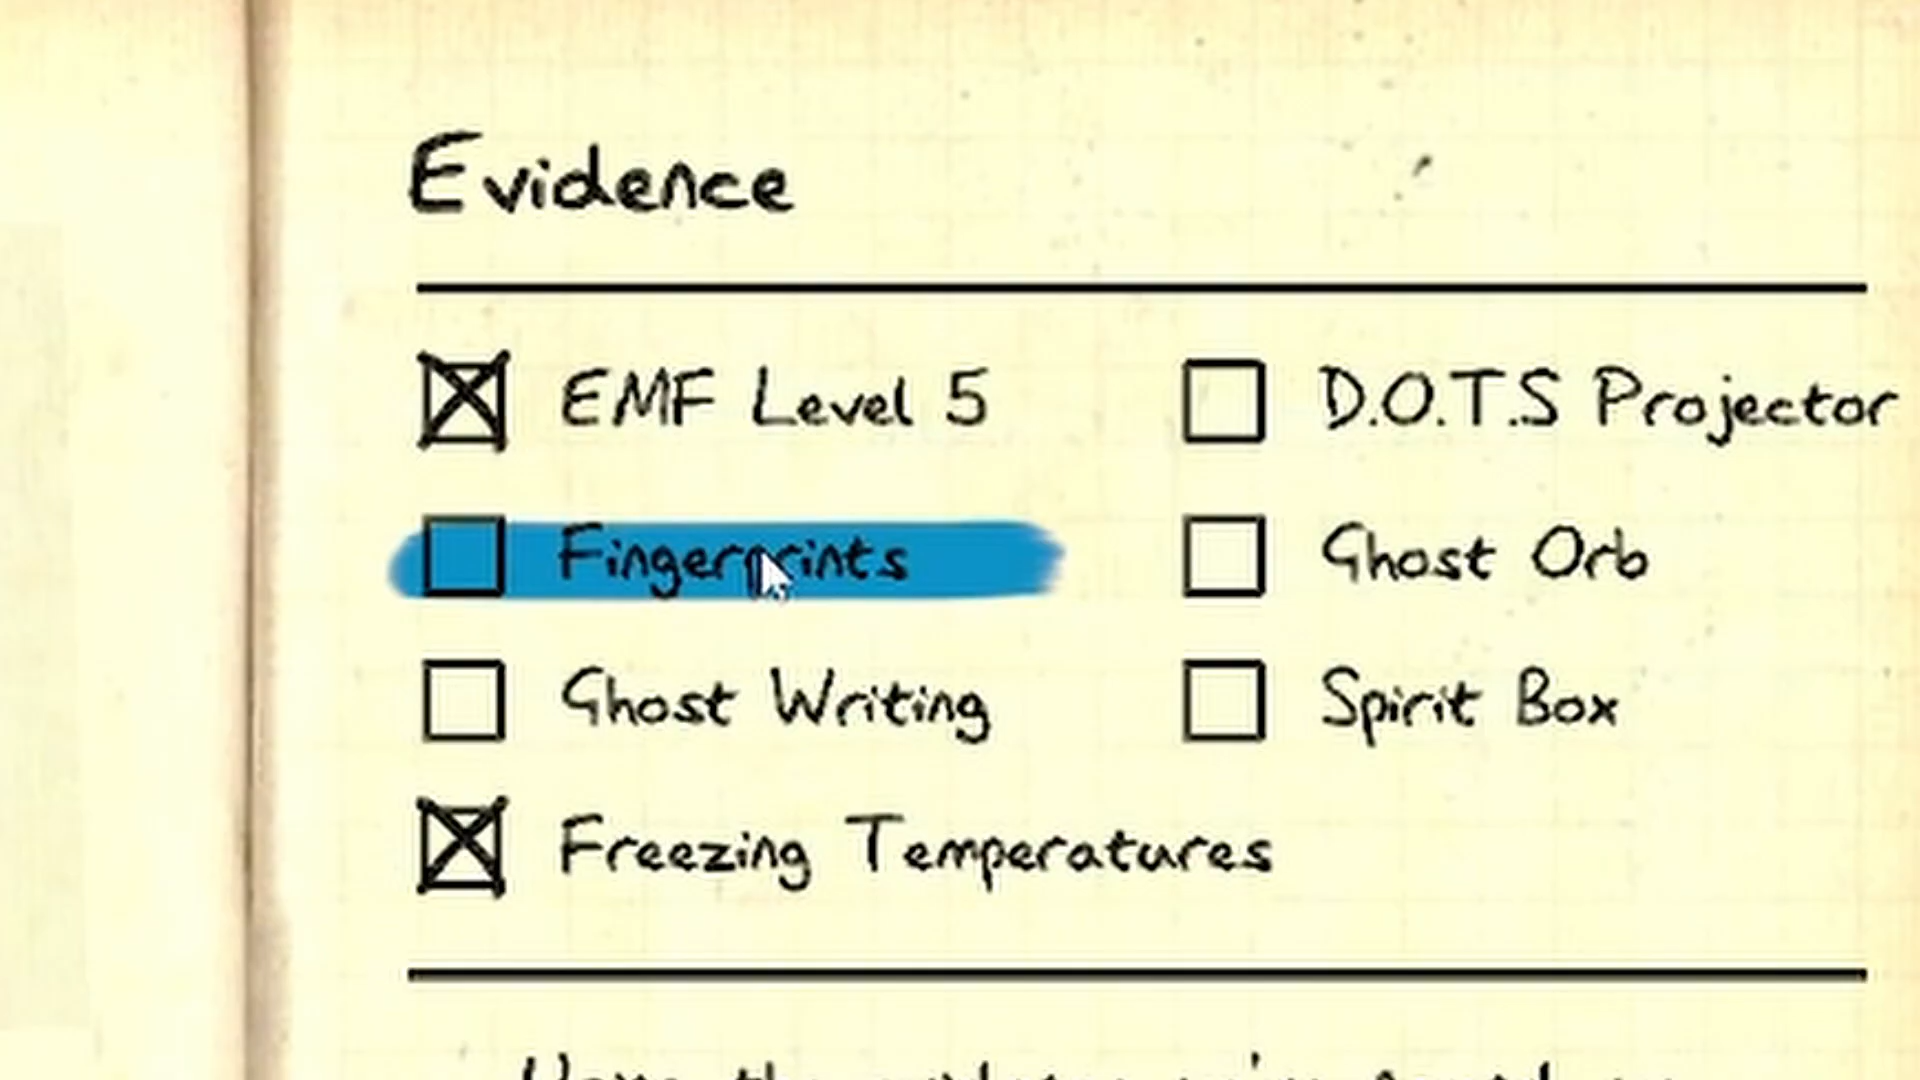 Evidence
EMF Level 5
D.O.T.S Projector
Fingerprints
Ghost Orb
Ghost Writing
Spirit Box
Freezing Temperatures